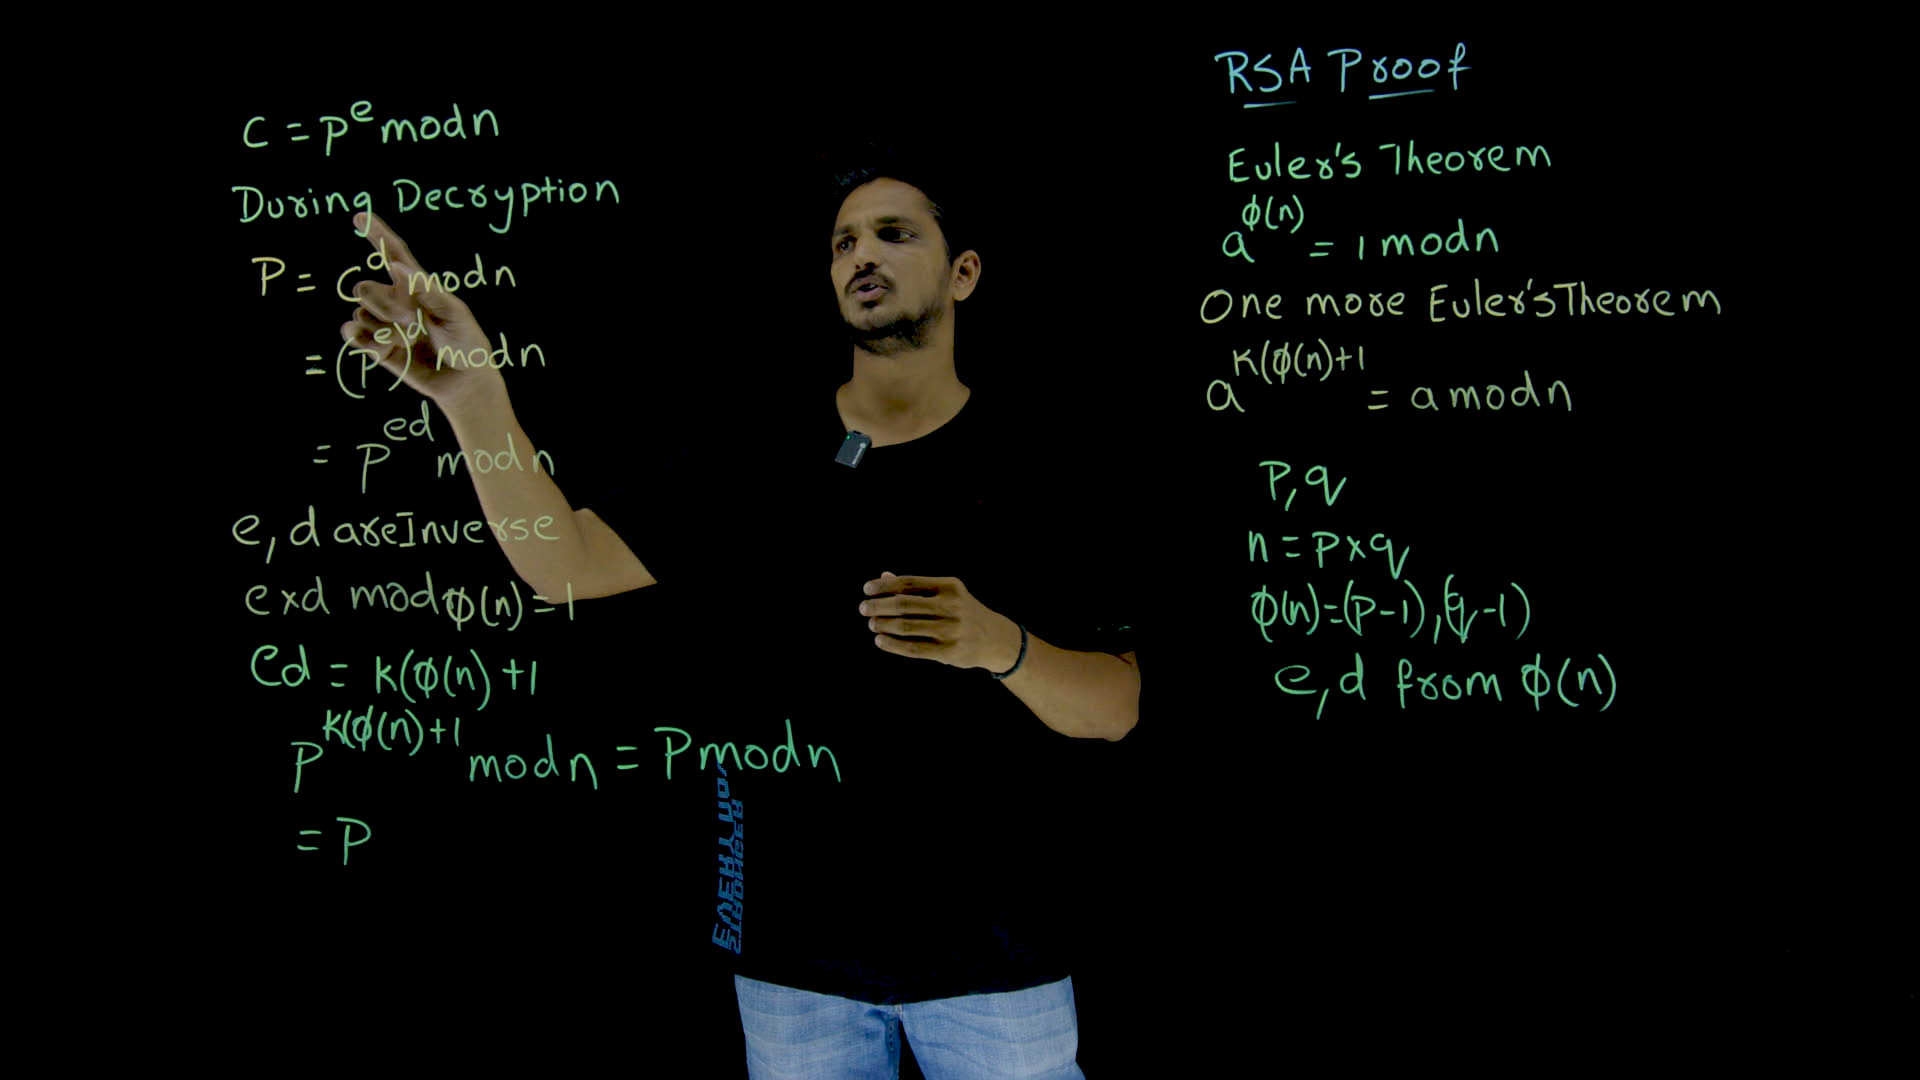 C = p^e mod n
During Decryption
P = c^d mod n
= (p^e)^d mod n
= p^ed mod n
e, d are Inverse
e x d mod φ(n) = 1
ed = k(φ(n) + 1
P^k(φ(n)+1 mod n = P mod n
= P
RSA Proof
Euler's Theorem
a^φ(n) = 1 mod n
One more Euler's Theorem
a^k(φ(n)+1 = a mod n
P, q
n = p x q
φ(n) = (p-1), (q-1)
e, d from φ(n)